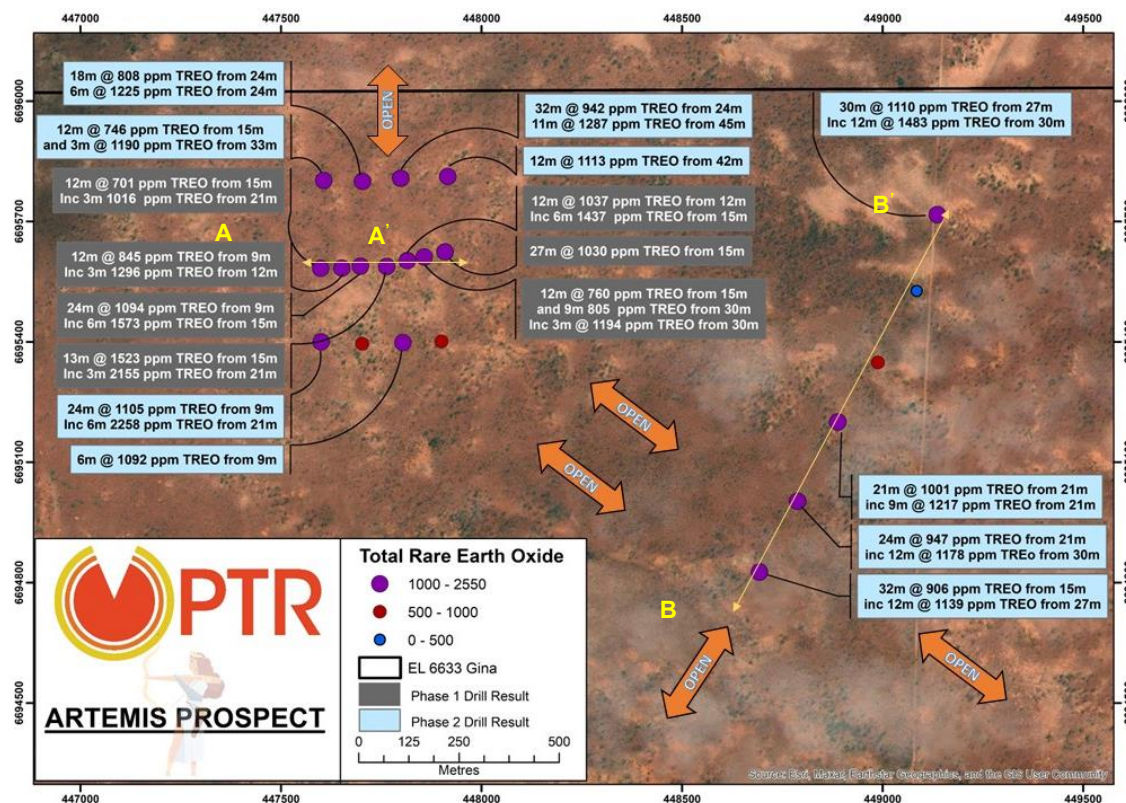 447000 447500 448000 448500 449000 449500
6696000
6695700
6695400
6695100
6694800
6694500
18m @ 808 ppm TREO from 24m
6m @ 1225 ppm TREO from 24m
12m @ 746 ppm TREO from 15m
and 3m @ 1190 ppm TREO from 33m
12m @ 701 ppm TREO from 15m
Inc 3m 1016 ppm TREO from 21m
A
12m @ 845 ppm TREO from 9m
Inc 3m 1296 ppm TREO from 12m
24m @ 1094 ppm TREO from 9m
Inc 6m 1573 ppm TREO from 15m
13m @ 1523 ppm TREO from 15m
Inc 3m 2155 ppm TREO from 21m
24m @ 1105 ppm TREO from 9m
Inc 6m 2258 ppm TREO from 21m
6m @ 1092 ppm TREO from 9m
OPEN
A'
32m @ 942 ppm TREO from 24m
11m @ 1287 ppm TREO from 45m
12m @ 1113 ppm TREO from 42m
12m @ 1037 ppm TREO from 12m
Inc 6m 1437 ppm TREO from 15m
27m @ 1030 ppm TREO from 15m
12m @ 760 ppm TREO from 15m
and 9m 805 ppm TREO from 30m
Inc 3m @ 1194 ppm TREO from 30m
30m @ 1110 ppm TREO from 27m
Inc 12m @ 1483 ppm TREO from 30m
B'
OPEN
OPEN
21m @ 1001 ppm TREO from 21m
inc 9m @ 1217 ppm TREO from 21m
24m @ 947 ppm TREO from 21m
inc 12m @ 1178 ppm TREo from 30m
32m @ 906 ppm TREO from 15m
inc 12m @ 1139 ppm TREO from 27m
B
OPEN
OPEN
PTR
ARTEMIS PROSPECT
Total Rare Earth Oxide
1000 - 2550
500 - 1000
0 - 500
EL 6633 Gina
Phase 1 Drill Result
Phase 2 Drill Result
0 125 250 500
Metres
Source: Esri, Maxar, Earthstar Geographics, and the GIS User Community
447000 447500 448000 448500 449000 449500